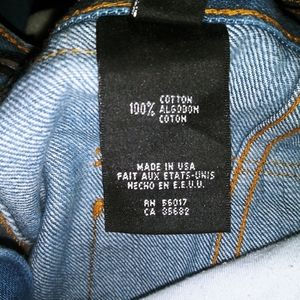 100% COTTON
ALGODON
COTON
MADE IN USA
FAIT AUX ETATS-UNIS
HECHO EN E.E.U.U.
RN 56017
CA 35682